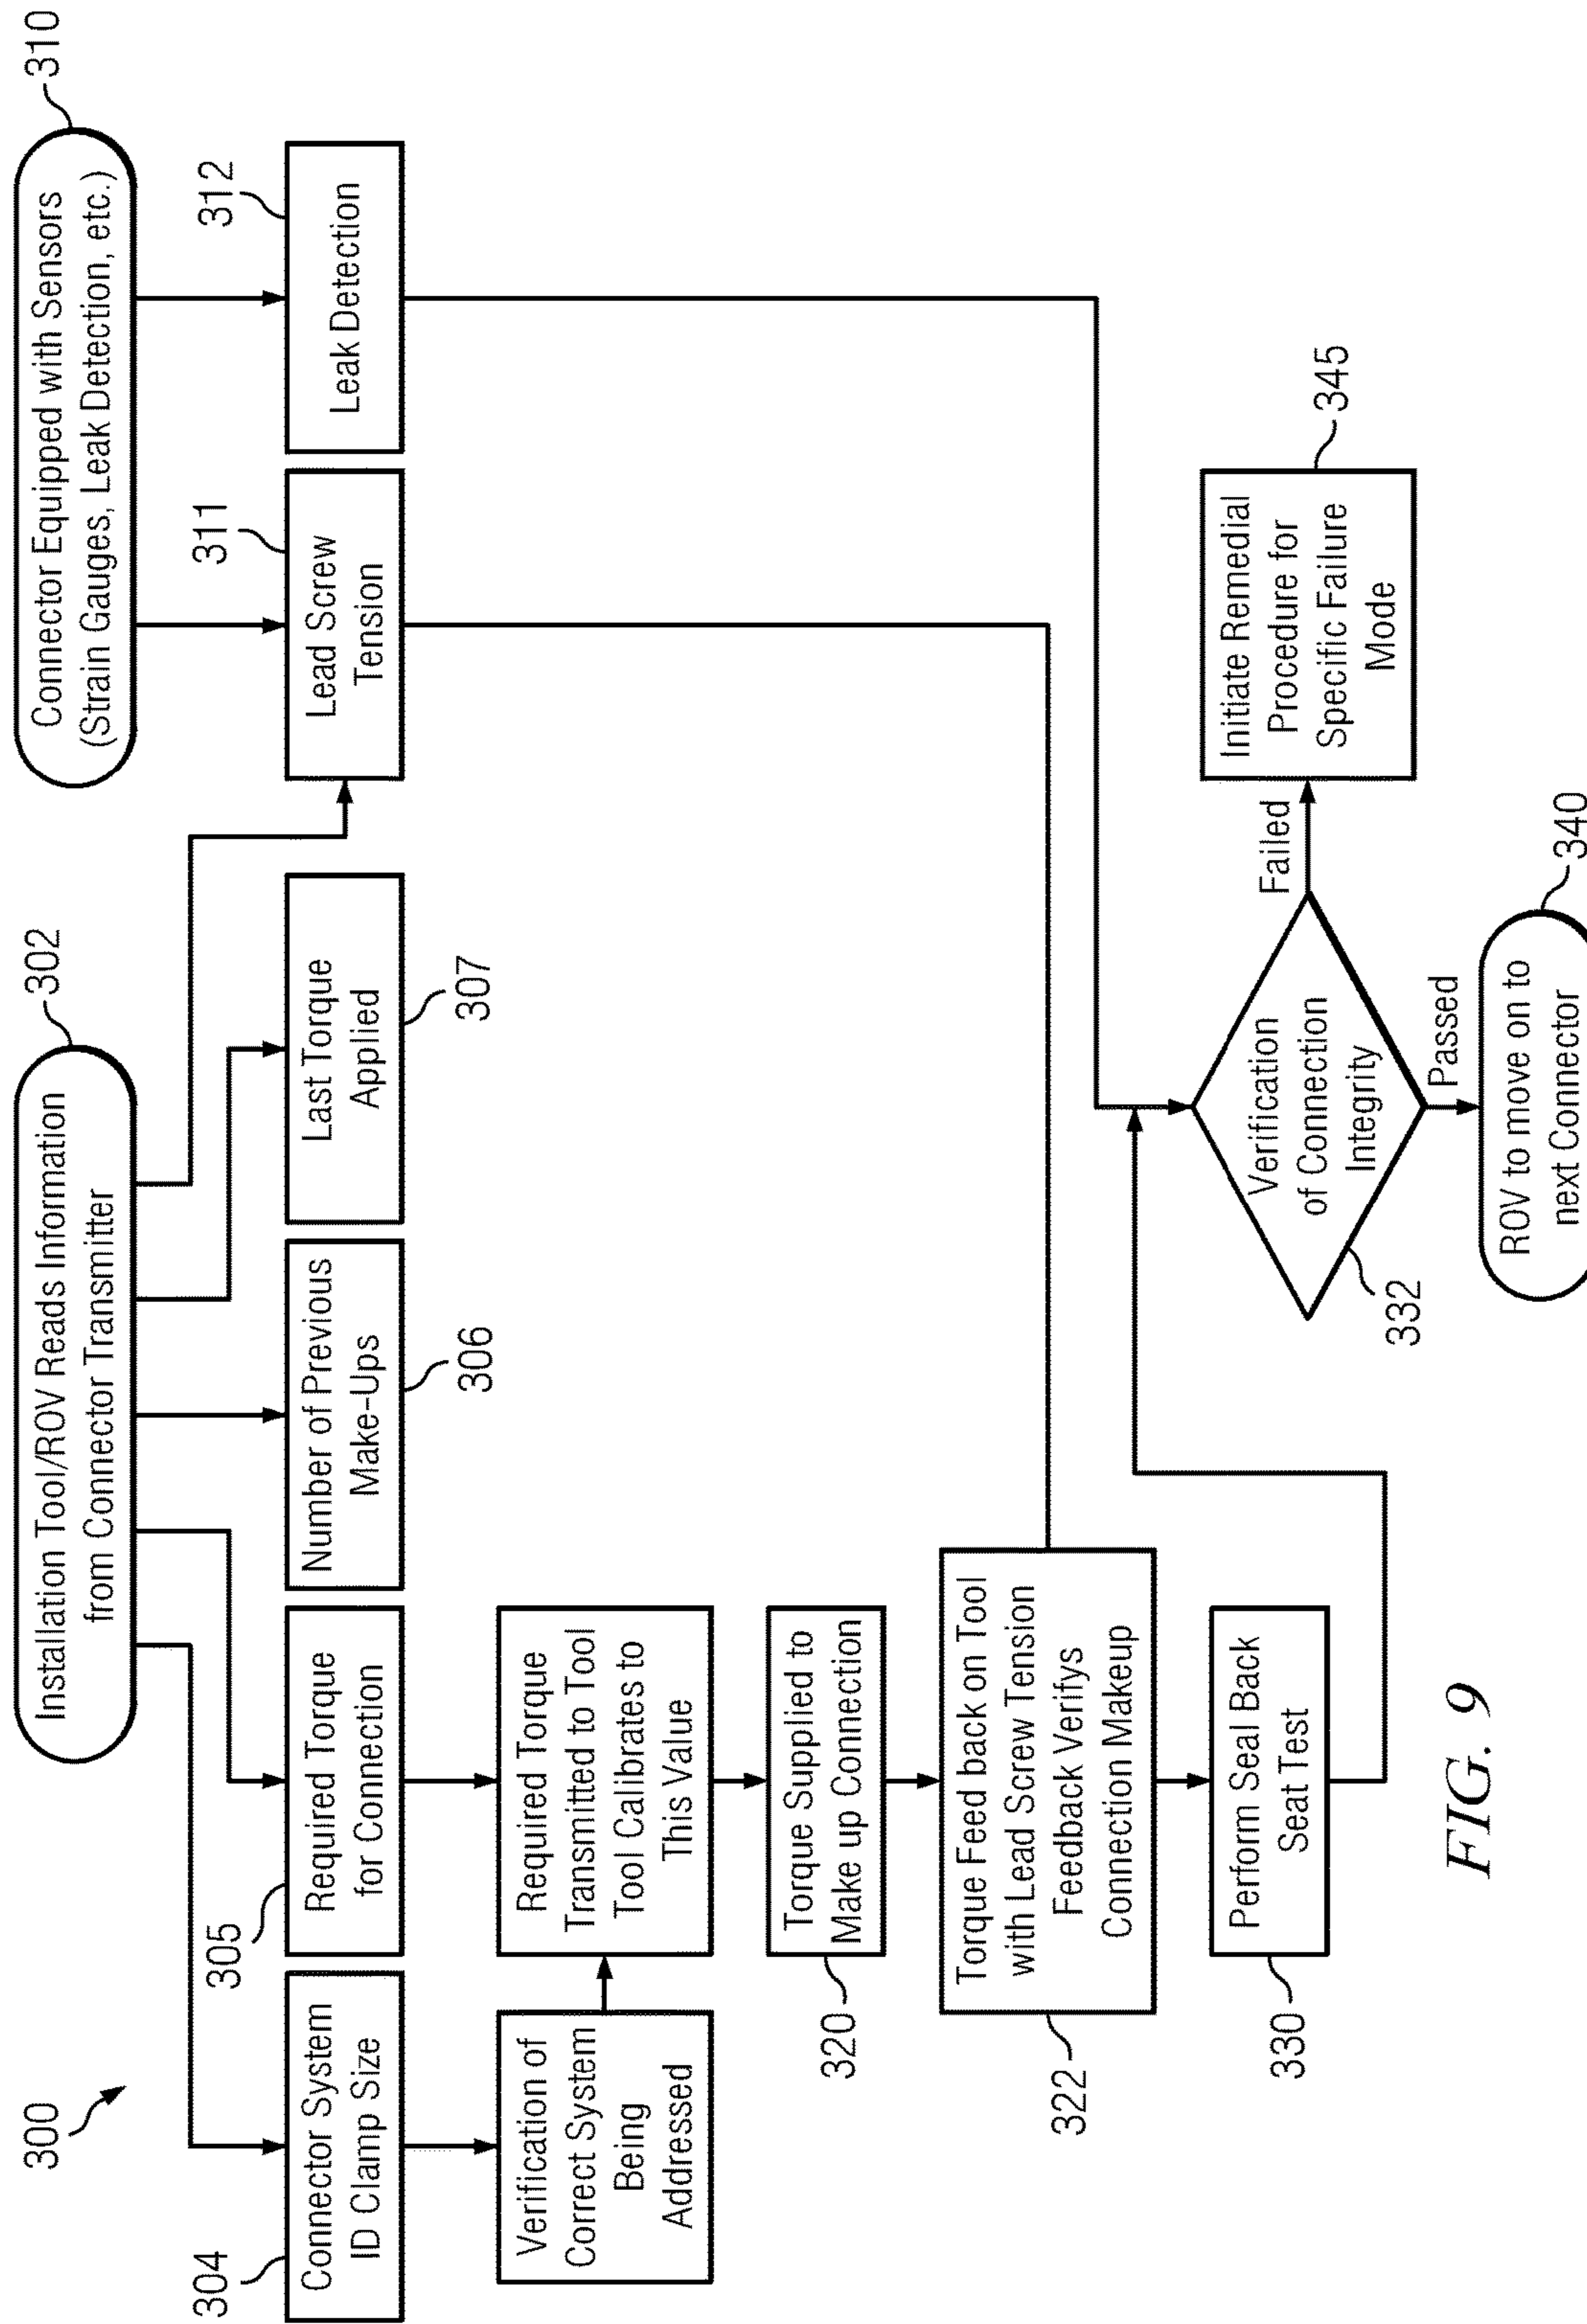 300
Installation Tool/ROV Reads Information
from Connector Transmitter
302
Connector Equipped with Sensors
(Strain Gauges, Leak Detection, etc.)
310
304
Connector System
ID Clamp Size
305
Required Torque
for Connection
Number of Previous
Make-Ups
306
Last Torque
Applied
307
311
Lead Screw
Tension
312
Leak Detection
Verification of
Correct System
Being
Addressed
Required Torque
Transmitted to Tool
Tool Calibrates to
This Value
320
Torque Supplied to
Make up Connection
322
Torque Feed back on Tool
with Lead Screw Tension
Feedback Verifys
Connection Makeup
330
Perform Seal Back
Seat Test
332
Verification
of Connection
Integrity
Failed
Initiate Remedial
Procedure for
Specific Failure
Mode
345
Passed
ROV to move on to
next Connector
340
FIG. 9